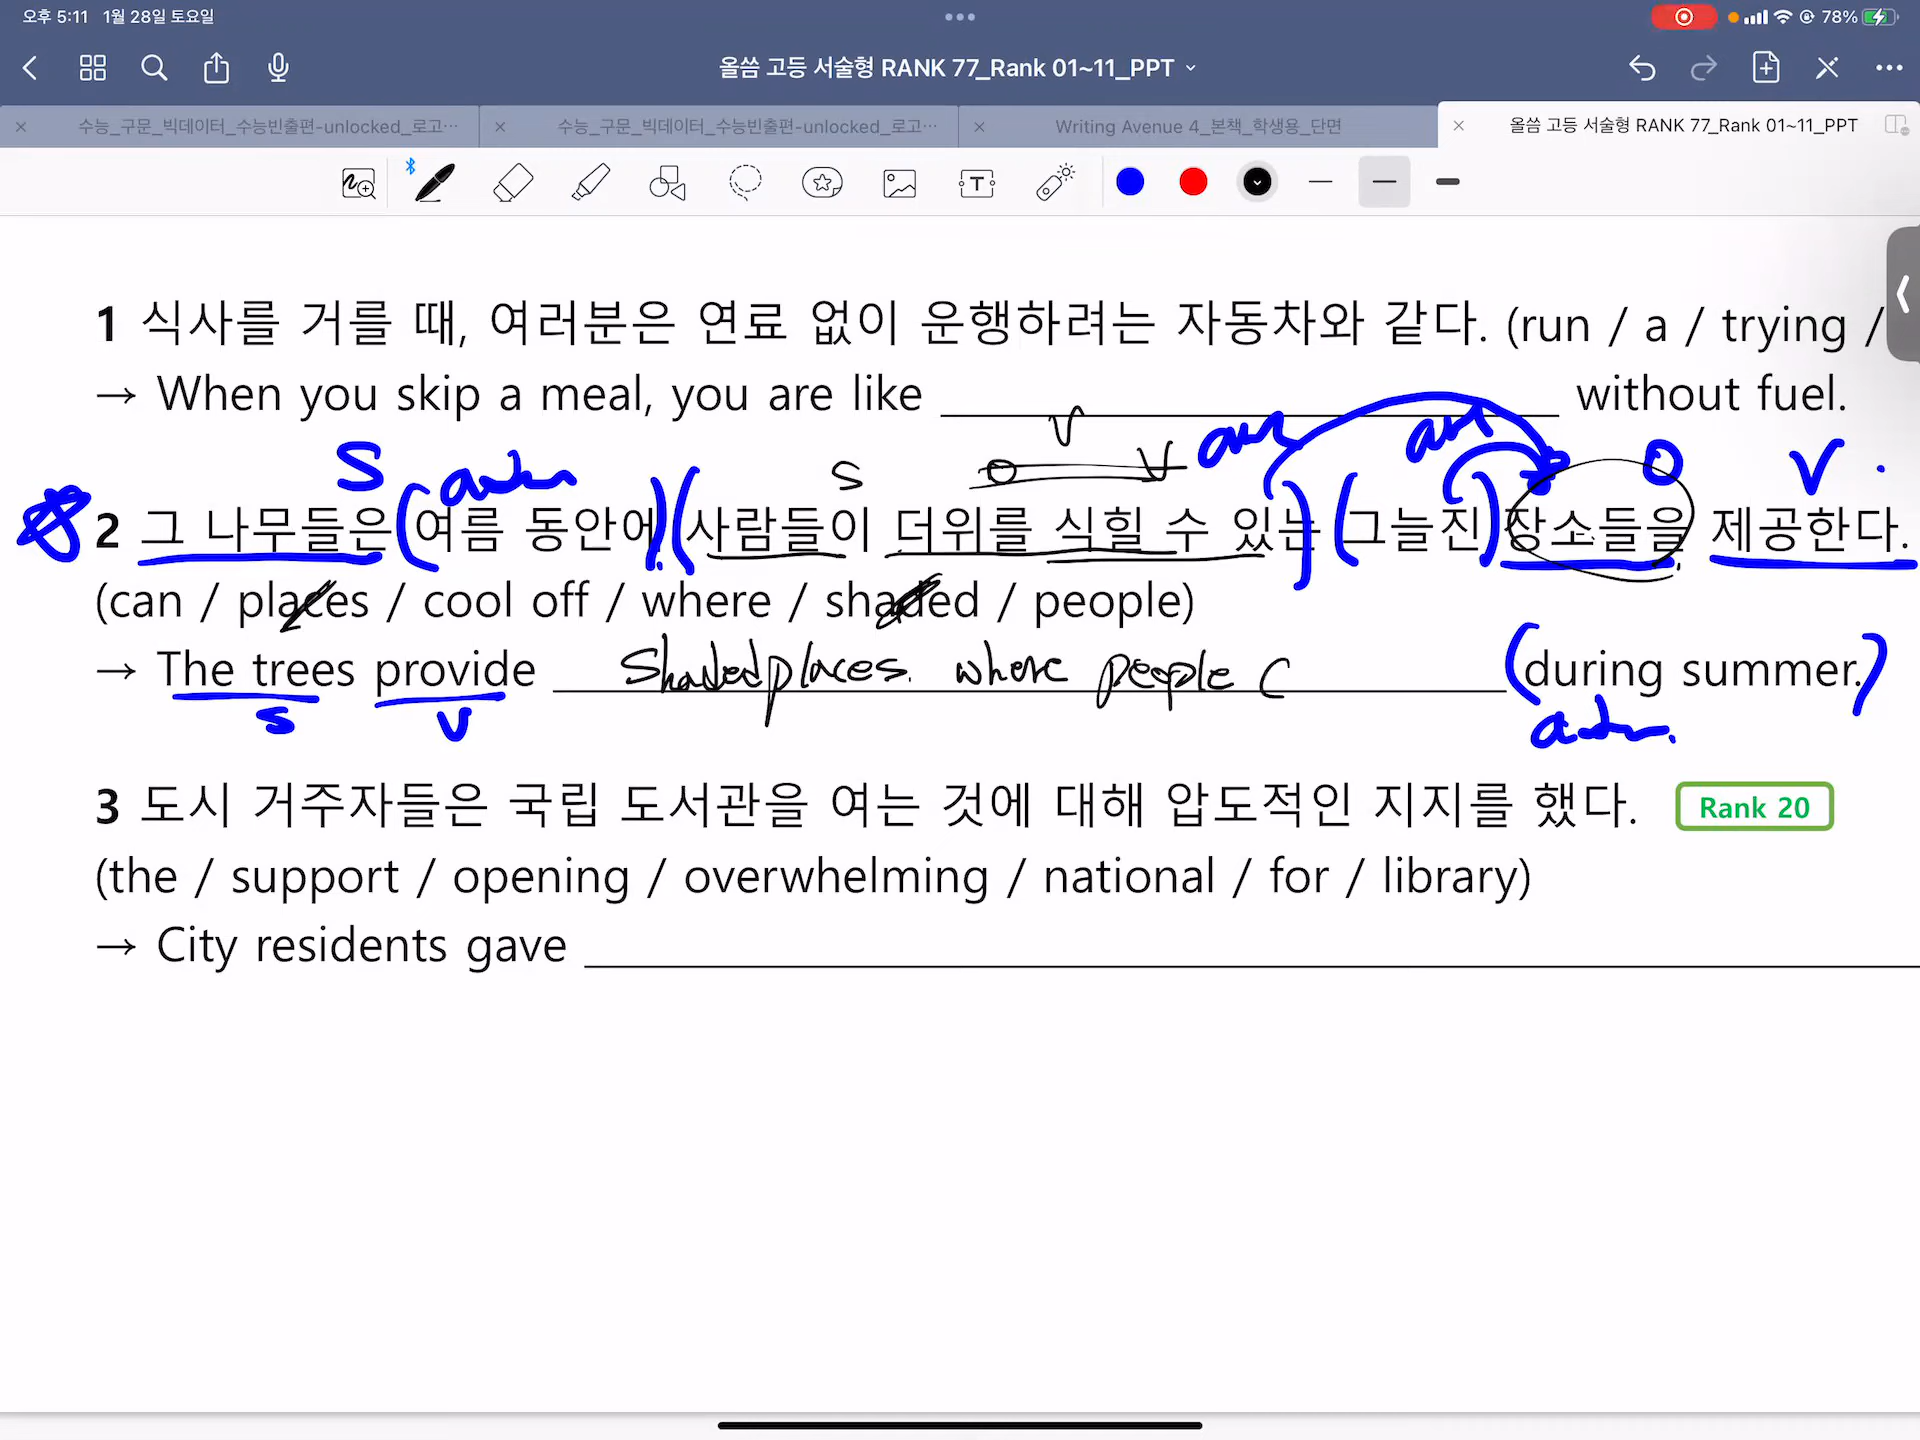 오후 5:11 1월 28일 토요일 78%
올씀 고등 서술형 RANK 77_Rank 01~11_PPT
수능_구문_빅데이터_수능빈출편-unlocked_로고… 수능_구문_빅데이터_수능빈출편-unlocked_로고… Writing Avenue 4_본책_학생용_단면 올씀 고등 서술형 RANK 77_Rank 01~11_PPT
T
1 식사를 거를 때, 여러분은 연료 없이 운행하려는 자동차와 같다. (run / a / trying /
→ When you skip a meal, you are like ____ without fuel.
V
S S O V O V
2 그 나무들은 (여름 동안에) (사람들이 더위를 식힐 수 있는) (그늘진) 장소들을 제공한다.
(can / places / cool off / where / shaded / people)
→ The trees provide Shaded places. where people C (during summer.)
S V
3 도시 거주자들은 국립 도서관을 여는 것에 대해 압도적인 지지를 했다. Rank 20
(the / support / opening / overwhelming / national / for / library)
→ City residents gave ____